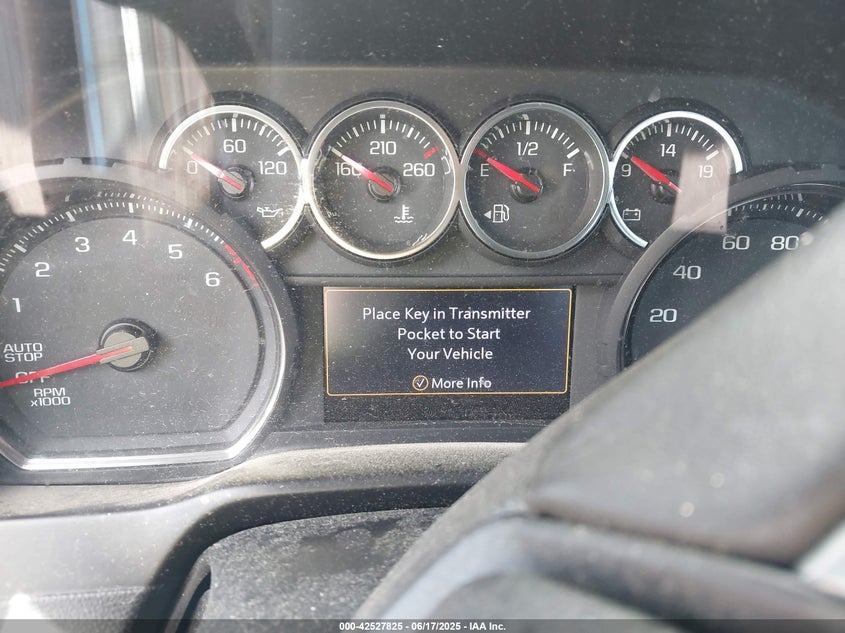 0 60 120
160 210 260
E 1/2 F
9 14 19
1 2 3 4 5 6
AUTO
STOP
OFF
RPM
x1000
Place Key in Transmitter
Pocket to Start
Your Vehicle
More Info
20 40 60 80
000-42527825 - 06/17/2025 - IAA Inc.